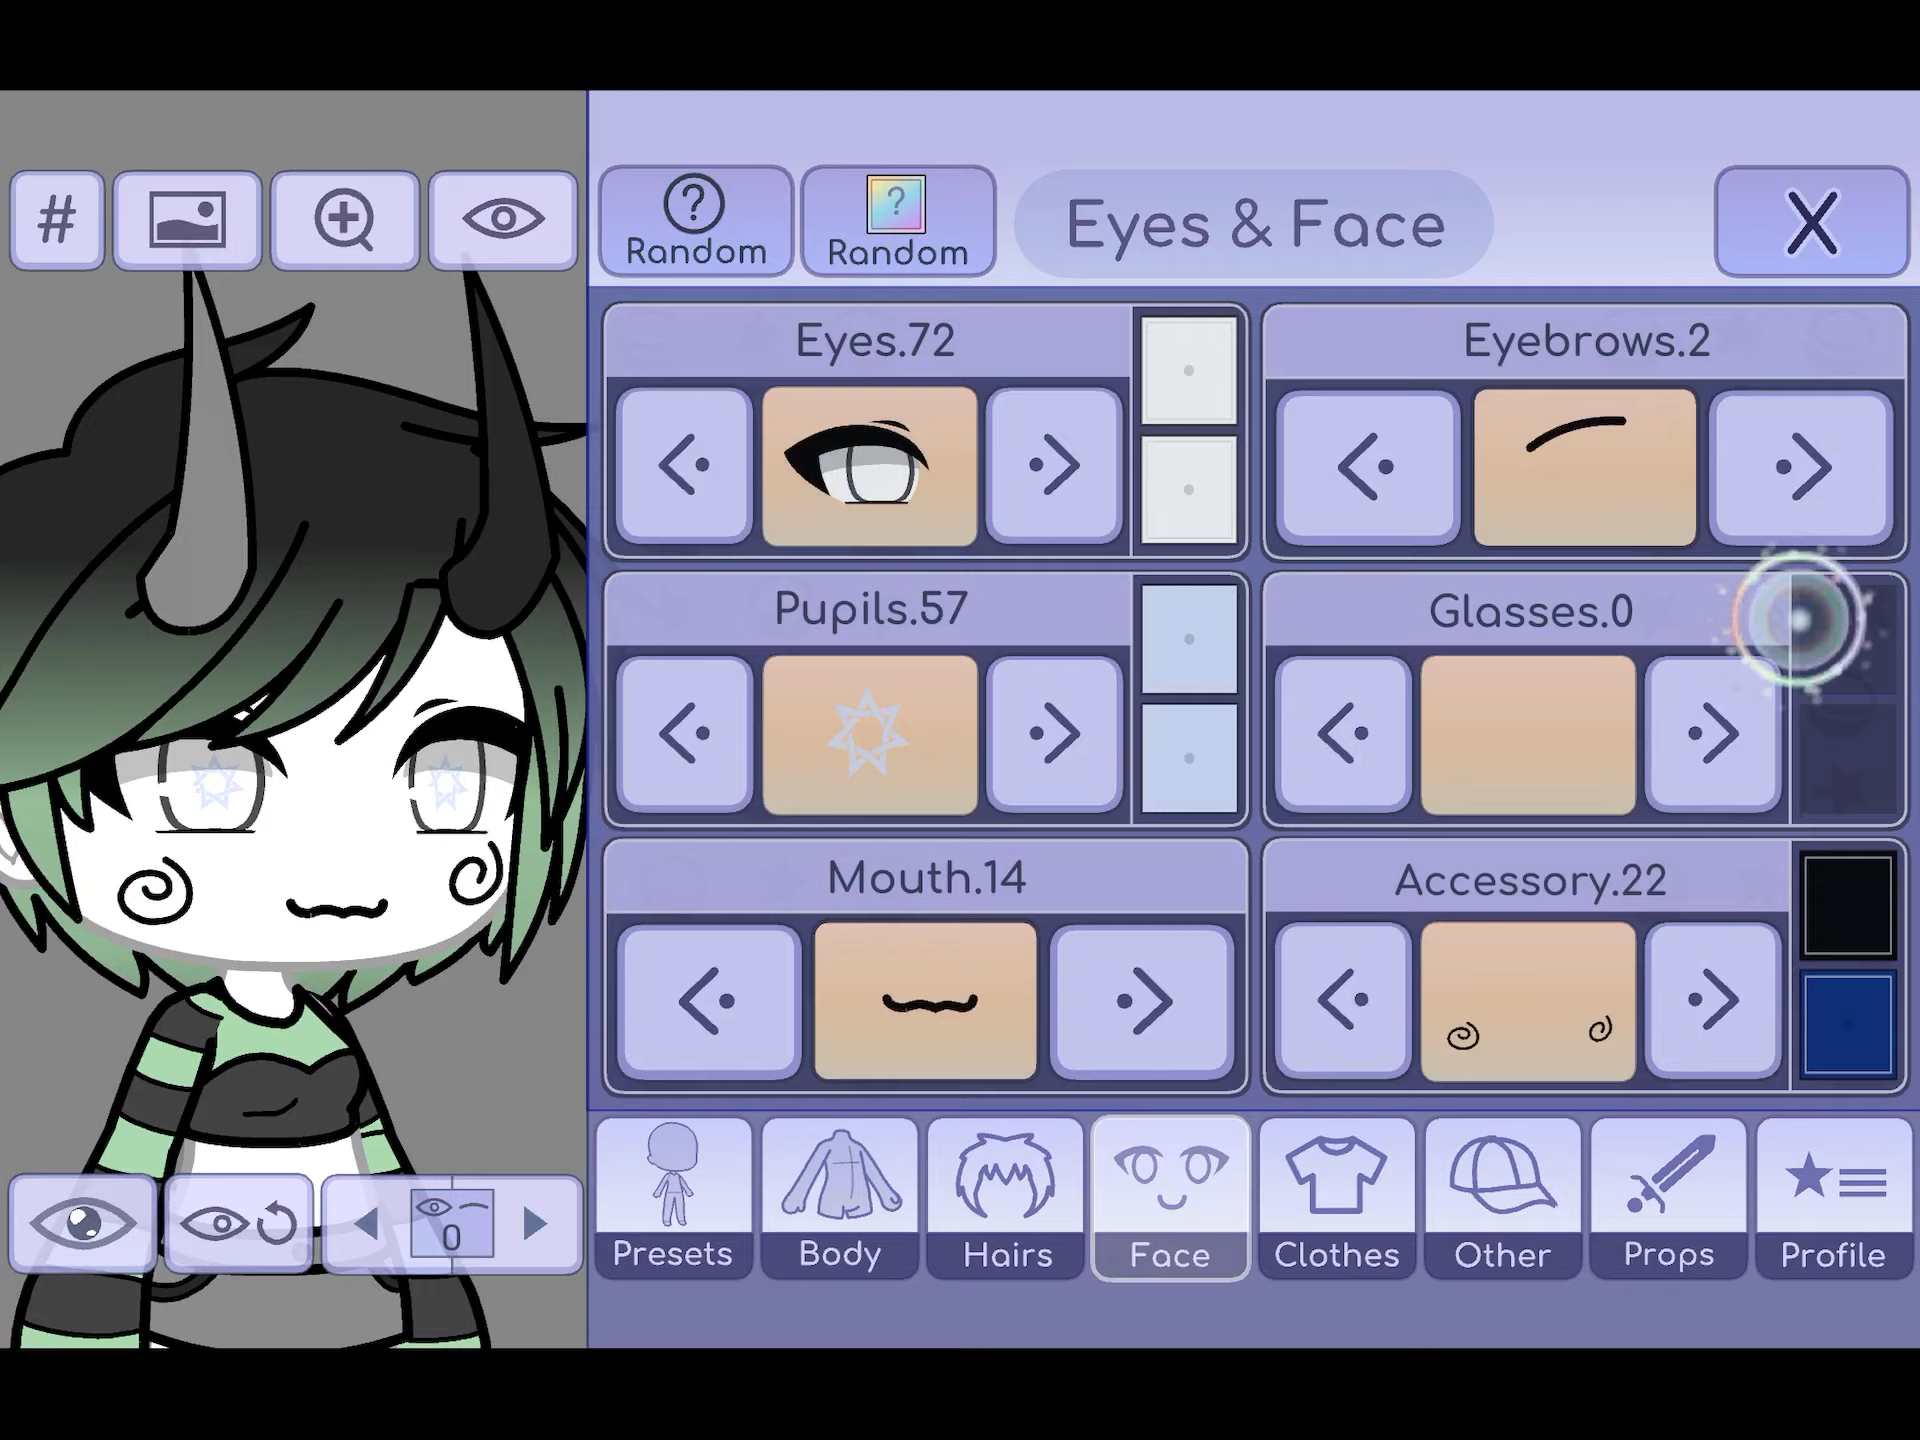 #
?
Random
?
Random
Eyes & Face
X
Eyes.72
Eyebrows.2
Pupils.57
Glasses.0
Mouth.14
Accessory.22
0
Presets
Body
Hairs
Face
Clothes
Other
Props
Profile